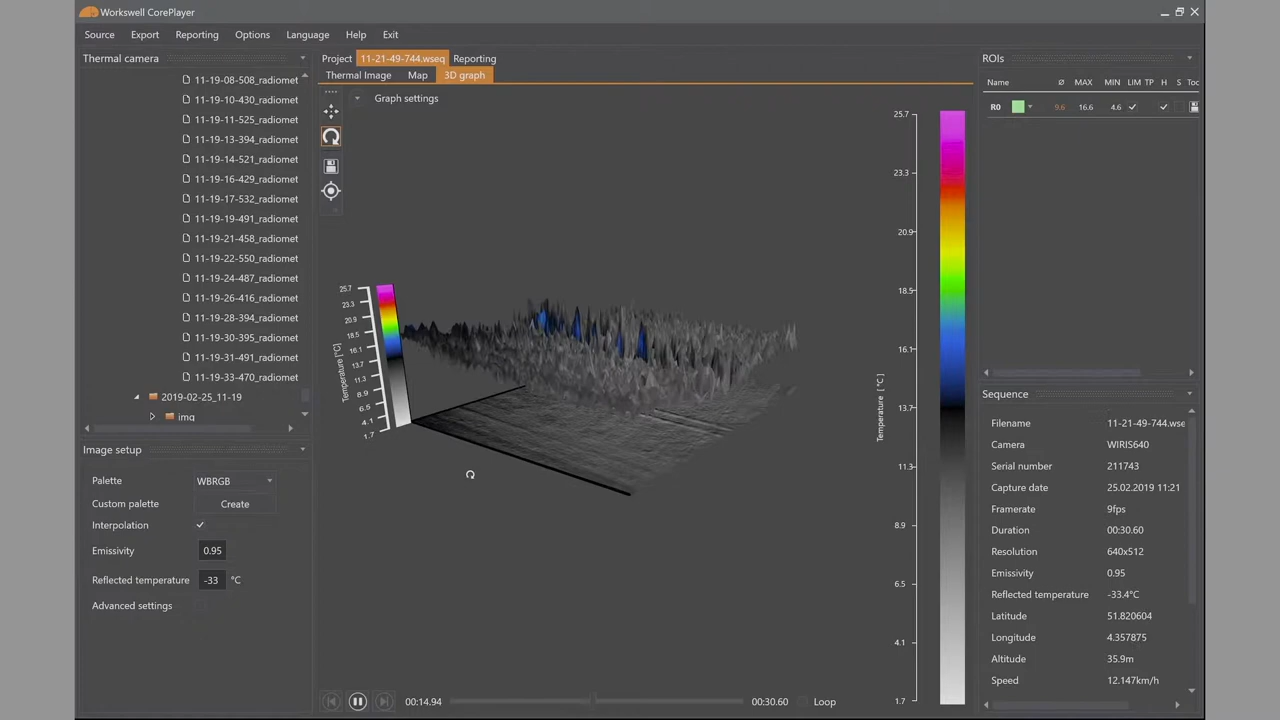 Workswell CorePlayer
Source Export Reporting Options Language Help Exit
Thermal camera
11-19-08-508_radiomet
11-19-10-430_radiomet
11-19-11-525_radiomet
11-19-13-394_radiomet
11-19-14-521_radiomet
11-19-16-429_radiomet
11-19-17-532_radiomet
11-19-19-491_radiomet
11-19-21-458_radiomet
11-19-22-550_radiomet
11-19-24-487_radiomet
11-19-26-416_radiomet
11-19-28-394_radiomet
11-19-30-395_radiomet
11-19-31-491_radiomet
11-19-33-470_radiomet
2019-02-25_11-19
img
Image setup
Palette WBRGB
Custom palette Create
Interpolation
Emissivity 0.95
Reflected temperature -33 °C
Advanced settings
Project 11-21-49-744.wseq Reporting
Thermal Image Map 3D graph
Graph settings
Temperature [°C]
25.7
23.3
20.9
18.5
16.1
13.7
11.3
8.9
6.5
4.1
1.7
Temperature [ °C ]
25.7
23.3
20.9
18.5
16.1
13.7
11.3
8.9
6.5
4.1
1.7
00:14.94 00:30.60 Loop
ROIs
Name Ø MAX MIN LIM TP H S Toc
R0 9.6 16.6 4.6
Sequence
Filename 11-21-49-744.wse
Camera WIRIS640
Serial number 211743
Capture date 25.02.2019 11:21
Framerate 9fps
Duration 00:30.60
Resolution 640x512
Emissivity 0.95
Reflected temperature -33.4°C
Latitude 51.820604
Longitude 4.357875
Altitude 35.9m
Speed 12.147km/h